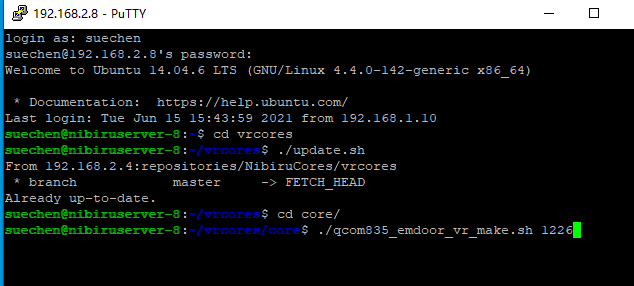 192.168.2.8 - PuTTY
login as: suechen
suechen@192.168.2.8's password:
Welcome to Ubuntu 14.04.6 LTS (GNU/Linux 4.4.0-142-generic x86_64)
 * Documentation:  https://help.ubuntu.com/
Last login: Tue Jun 15 15:43:59 2021 from 192.168.1.10
suechen@nibiruserver-8:~$ cd vrcores
suechen@nibiruserver-8:~/vrcores$ ./update.sh
From 192.168.2.4:repositories/NibiruCores/vrcores
 * branch            master     -> FETCH_HEAD
Already up-to-date.
suechen@nibiruserver-8:~/vrcores$ cd core/
suechen@nibiruserver-8:~/vrcores/core$ ./qcom835_emdoor_vr_make.sh 1226